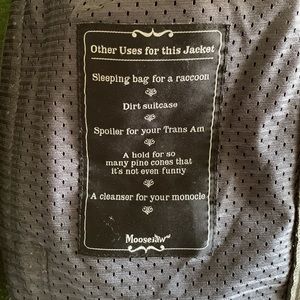 Other Uses for this Jacket
Sleeping bag for a raccoon
Dirt suitcase
Spoiler for your Trans Am
A hold for so
many pine cones that
it's not even funny
A cleanser for your monocle
Moosejaw